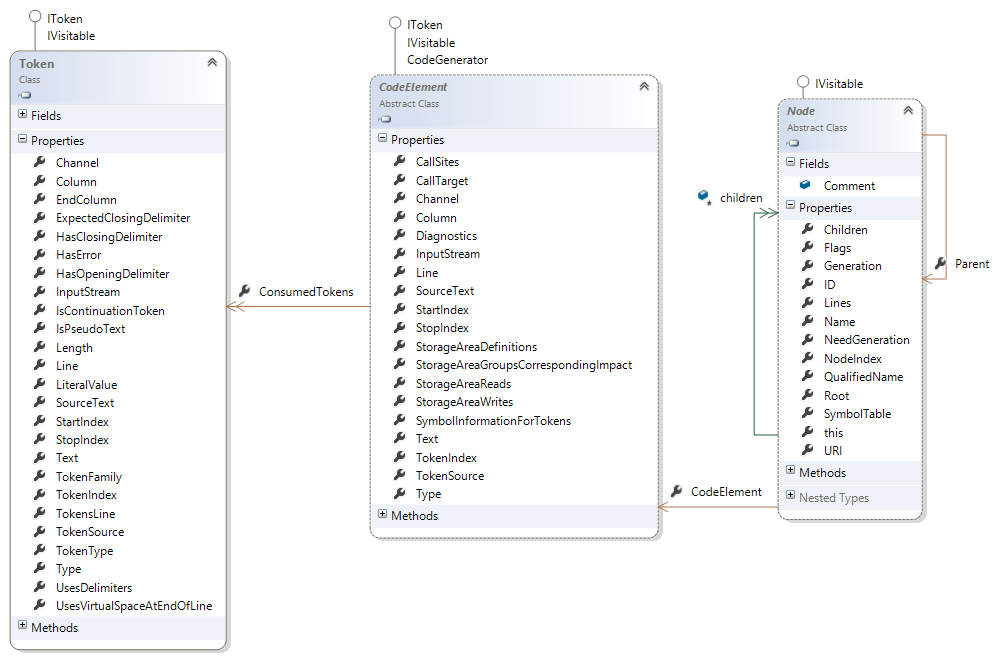 IToken
IVisitable
Token
Class
Fields
Properties
Channel
Column
EndColumn
ExpectedClosingDelimiter
HasClosingDelimiter
HasError
HasOpeningDelimiter
InputStream
IsContinuationToken
IsPseudoText
Length
Line
LiteralValue
SourceText
StartIndex
StopIndex
Text
TokenFamily
TokenIndex
TokensLine
TokenSource
TokenType
Type
UsesDelimiters
UsesVirtualSpaceAtEndOfLine
Methods
ConsumedTokens
IToken
IVisitable
CodeGenerator
CodeElement
Abstract Class
Properties
CallSites
CallTarget
Channel
Column
Diagnostics
InputStream
Line
SourceText
StartIndex
StopIndex
StorageAreaDefinitions
StorageAreaGroupsCorrespondingImpact
StorageAreaReads
StorageAreaWrites
SymbolInformationForTokens
Text
TokenIndex
TokenSource
Type
Methods
children
CodeElement
IVisitable
Node
Abstract Class
Fields
Comment
Properties
Children
Flags
Generation
ID
Lines
Name
NeedGeneration
NodeIndex
QualifiedName
Root
SymbolTable
this
URI
Methods
Nested Types
Parent